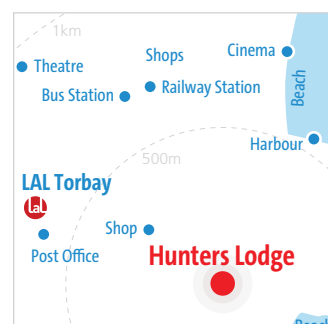 1km
Shops
Cinema
Theatre
Bus Station
Railway Station
Beach
Harbour
500m
LAL Torbay
LaL
Shop
Post Office
Hunters Lodge
Beach